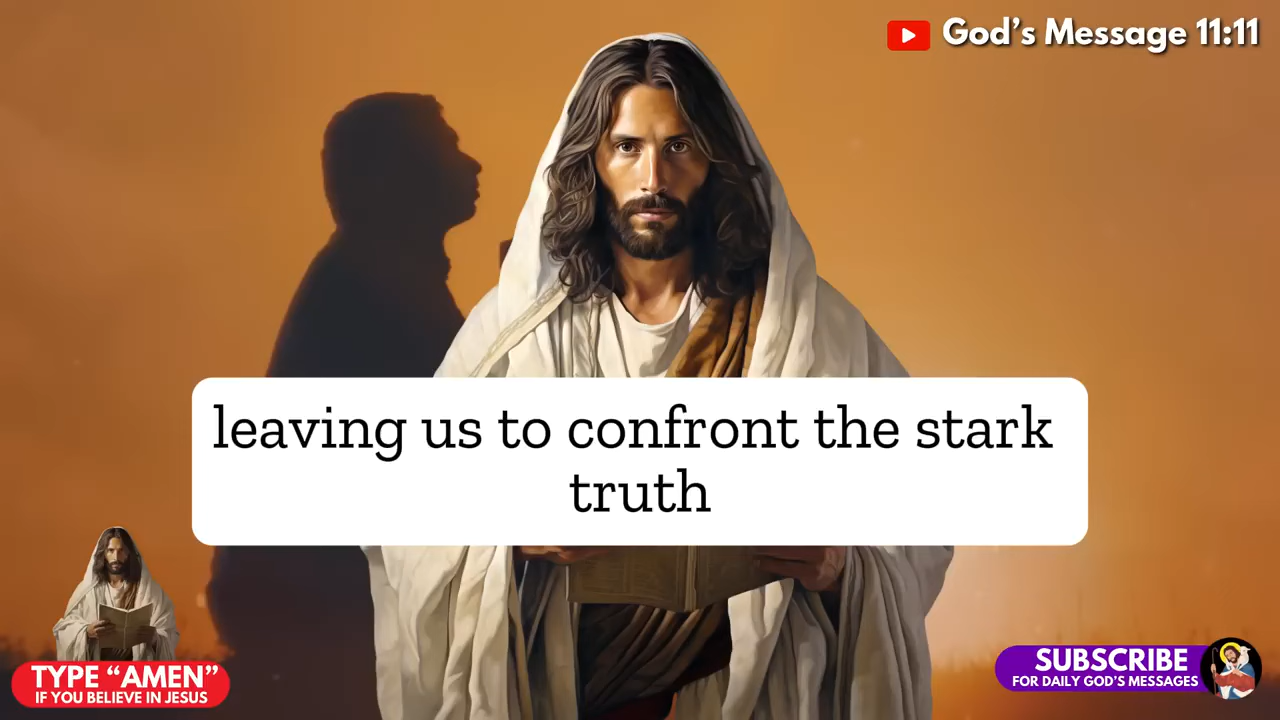 God's Message 11:11
leaving us to confront the stark
truth
TYPE “AMEN”
IF YOU BELIEVE IN JESUS
SUBSCRIBE
FOR DAILY GOD'S MESSAGES